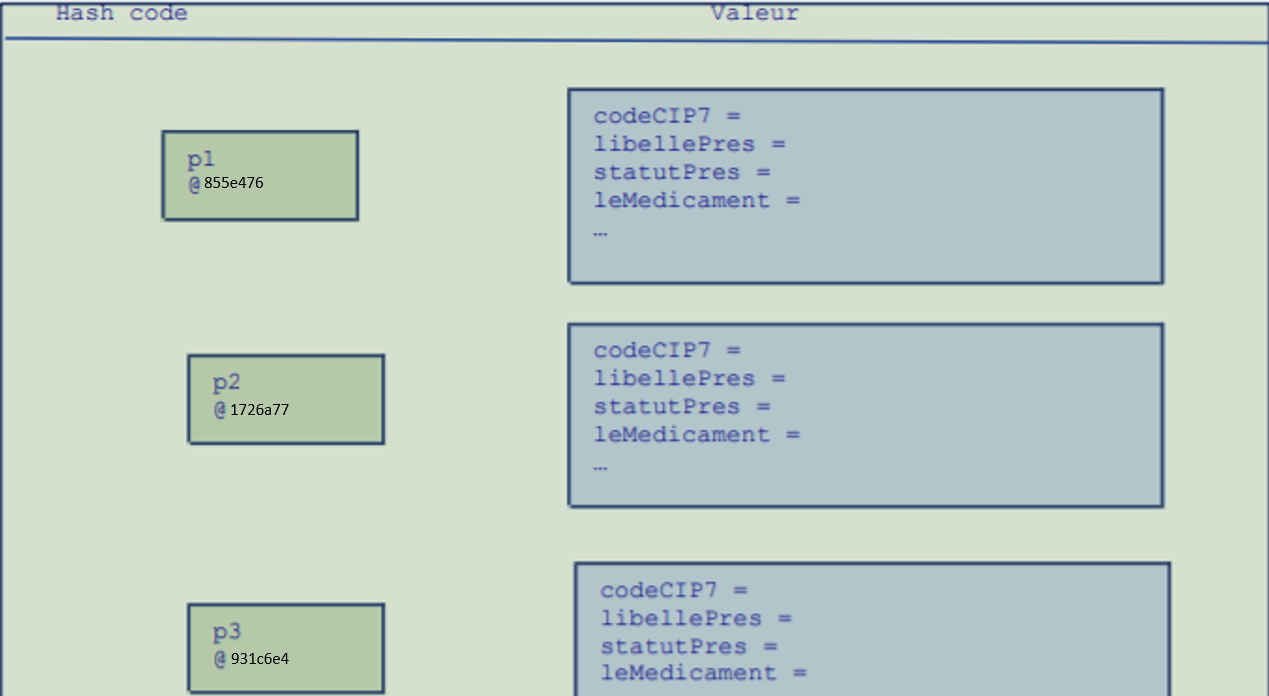 Hash code Valeur
p1
@ 855e476
codeCIP7 =
libellePres =
statutPres =
leMedicament =
…
p2
@ 1726a77
codeCIP7 =
libellePres =
statutPres =
leMedicament =
…
p3
@ 931c6e4
codeCIP7 =
libellePres =
statutPres =
leMedicament =